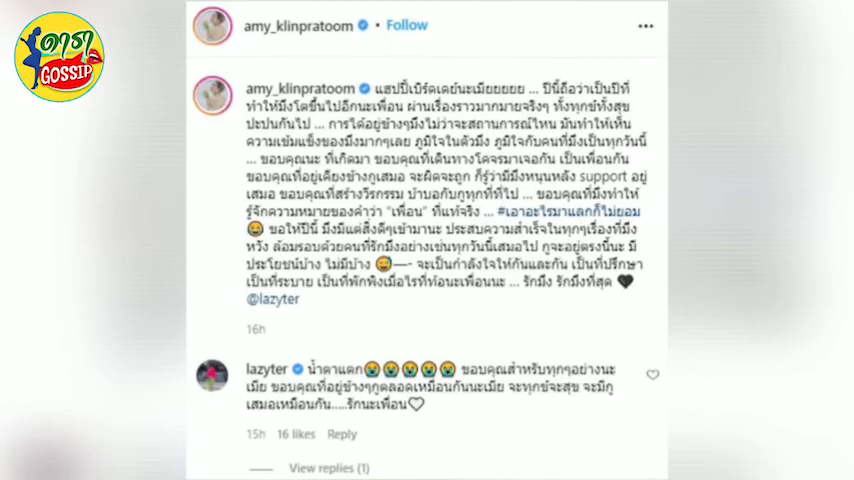 ดารา
GOSSIP
amy_klinpratoom • Follow
amy_klinpratoom แฮปปี้เบิร์ดเดย์นะเมียยยยย ... ปีนี้ถือว่าเป็นปีที่
ทำให้มึงโตขึ้นไปอีกนะเพื่อน ผ่านเรื่องราวมากมายจริงๆ ทั้งทุกข์ทั้งสุข
ปะปนกันไป ... การได้อยู่ข้างๆมึงไม่ว่าจะสถานการณ์ไหน มันทำให้เห็น
ความเข้มแข็งของมึงมากๆเลย ภูมิใจในตัวมึง ภูมิใจกับคนที่มึงเป็นทุกวันนี้
... ขอบคุณนะ ที่เกิดมา ขอบคุณที่เดินทางโคจรมาเจอกัน เป็นเพื่อนกัน
ขอบคุณที่อยู่เคียงข้างกูเสมอ จะผิดจะถูก ก็รู้ว่ามีมึงหนุนหลัง support อยู่
เสมอ ขอบคุณที่สร้างวีรกรรม บ้าบอกับกูทุกที่ที่ไป ... ขอบคุณที่มึงทำให้
รู้จักความหมายของคำว่า "เพื่อน" ที่แท้จริง ... #เอาอะไรมาแลกก็ไม่ยอม
😂 ขอให้ปีนี้ มึงมีแต่สิ่งดีๆเข้ามานะ ประสบความสำเร็จในทุกๆเรื่องที่มึง
หวัง ล้อมรอบด้วยคนที่รักมึงอย่างเช่นทุกวันนี้เสมอไป กูจะอยู่ตรงนี้นะ มี
ประโยชน์บ้าง ไม่มีบ้าง 😅—- จะเป็นกำลังใจให้กันและกัน เป็นที่ปรึกษา
เป็นที่ระบาย เป็นที่พักพิงเมื่อไรที่ท้อนะเพื่อนนะ ... รักมึง รักมึงที่สุด 🖤
@lazyter
16h
lazyter น้ำตาแตก😭😭😭😭😭 ขอบคุณสำหรับทุกๆอย่างนะ
เมีย ขอบคุณที่อยู่ข้างๆกูตลอดเหมือนกันนะเมีย จะทุกข์จะสุข จะมีกู
เสมอเหมือนกัน.....รักนะเพื่อน♡
15h 16 likes Reply
View replies (1)